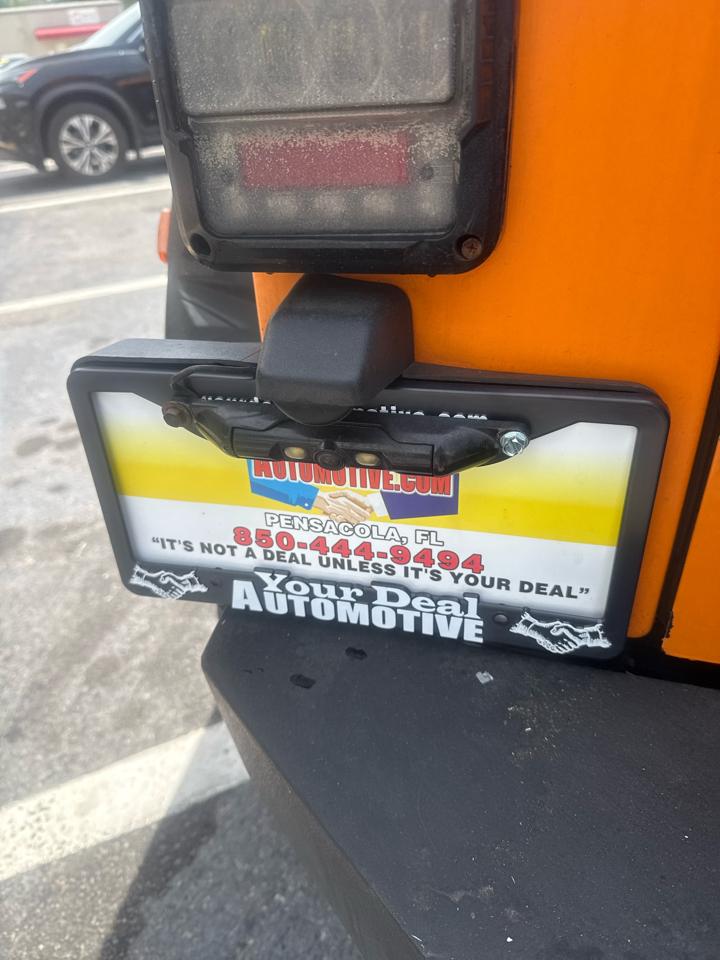 AUTOMOTIVE.COM
PENSACOLA, FL
850-444-9494
“IT'S NOT A DEAL UNLESS IT'S YOUR DEAL”
Your Deal
AUTOMOTIVE